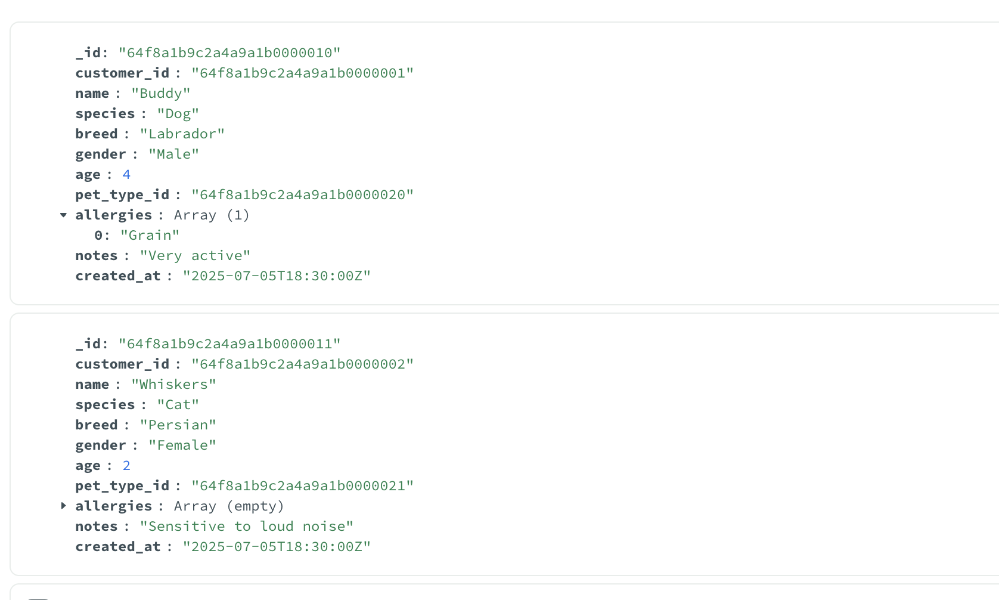 _id: "64f8a1b9c2a4a9a1b0000010"
customer_id : "64f8a1b9c2a4a9a1b0000001"
name : "Buddy"
species : "Dog"
breed : "Labrador"
gender : "Male"
age : 4
pet_type_id : "64f8a1b9c2a4a9a1b0000020"
allergies : Array (1)
0: "Grain"
notes : "Very active"
created_at : "2025-07-05T18:30:00Z"
_id: "64f8a1b9c2a4a9a1b0000011"
customer_id : "64f8a1b9c2a4a9a1b0000002"
name : "Whiskers"
species : "Cat"
breed : "Persian"
gender : "Female"
age : 2
pet_type_id : "64f8a1b9c2a4a9a1b0000021"
allergies : Array (empty)
notes : "Sensitive to loud noise"
created_at : "2025-07-05T18:30:00Z"